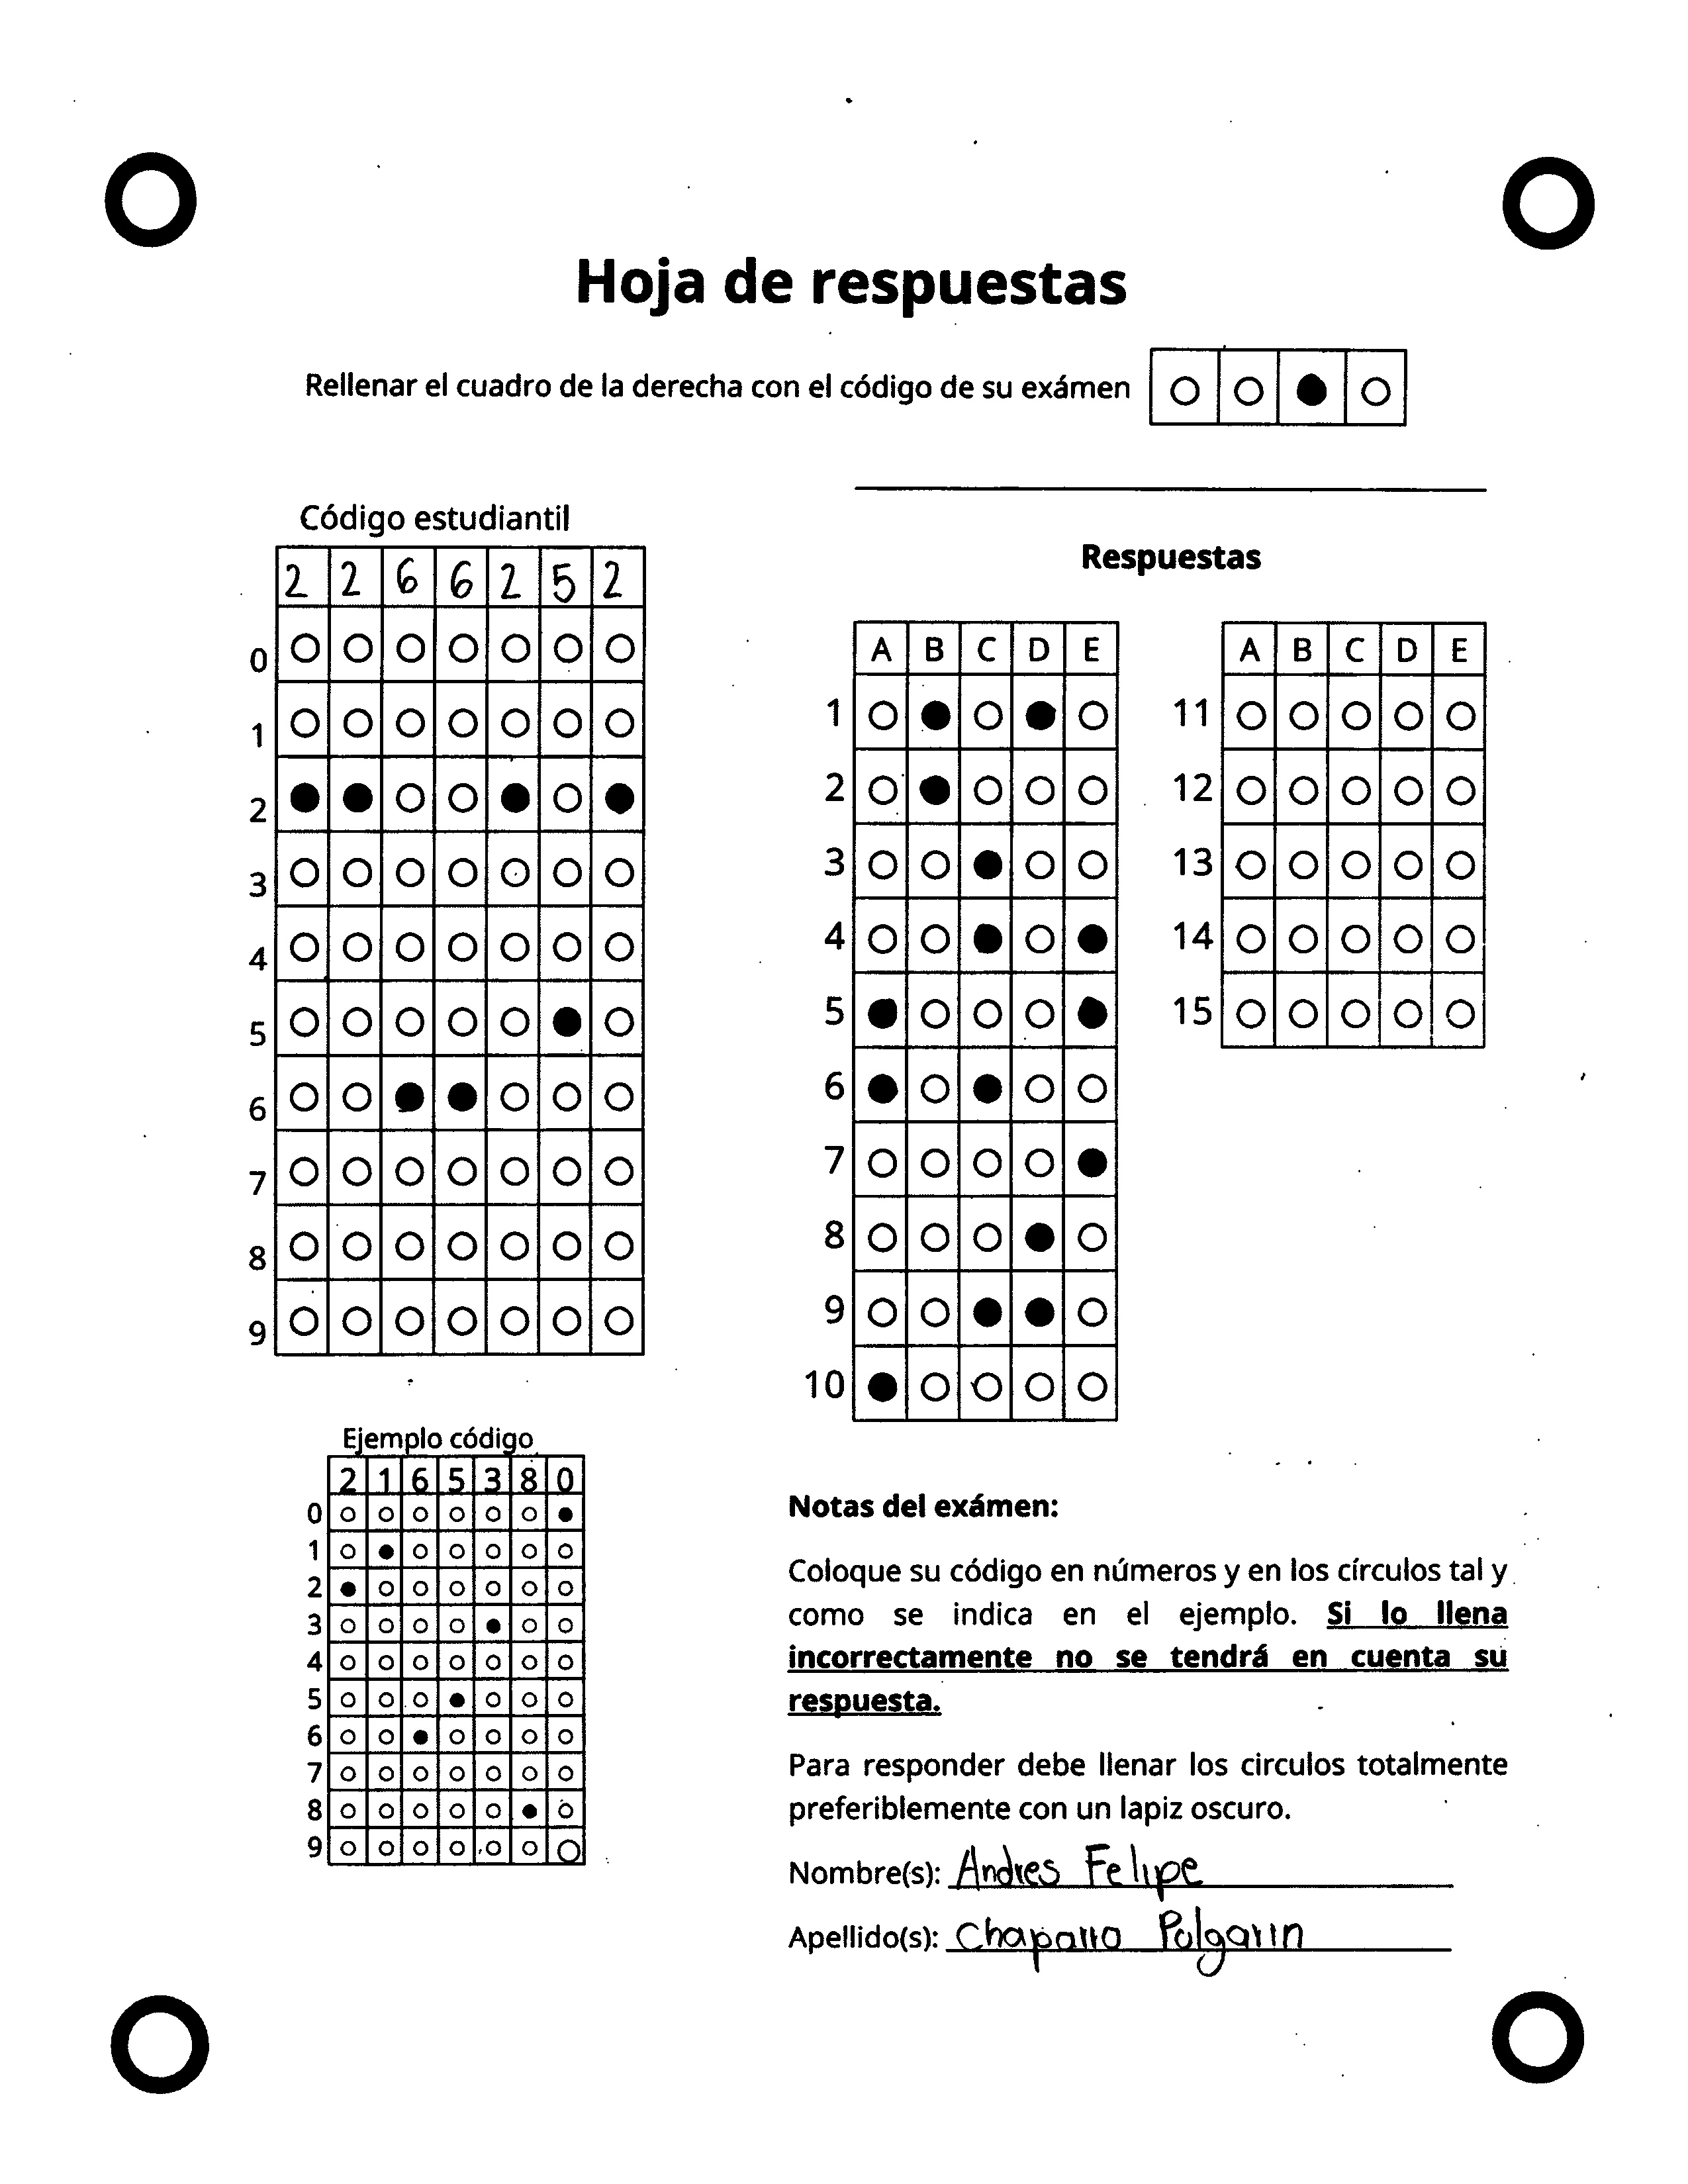 Hoja de respuestas
Rellenar el cuadro de la derecha con el código de su exámen
Código estudiantil
2 2 6 6 2 5 2
0
1
2
3
4
5
6
7
8
9
Respuestas
A B C D E
1
2
3
4
5
6
7
8
9
10
A B C D E
11
12
13
14
15
Ejemplo código
2 1 6 5 3 8 0
0
1
2
3
4
5
6
7
8
9
Notas del exámen:
Coloque su código en números y en los círculos tal y
como se indica en el ejemplo. Si lo llena
incorrectamente no se tendrá en cuenta su
respuesta.
Para responder debe llenar los circulos totalmente
preferiblemente con un lapiz oscuro.
Nombre(s): Andres Felipe
Apellido(s): Chaparro Pulgarin